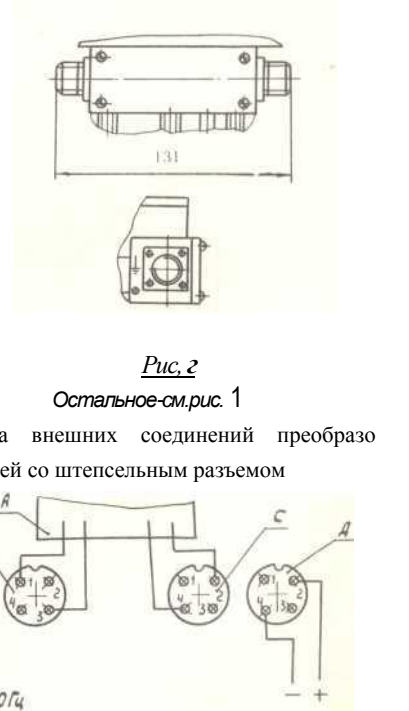 131
Рис, г
Остальное-см.рис. 1
а внешних соединений преобразо
ей со штепсельным разъемом
А
С
Д
1
2
4
3
1
2
4
3
1
2
4
3
− +
0Гц